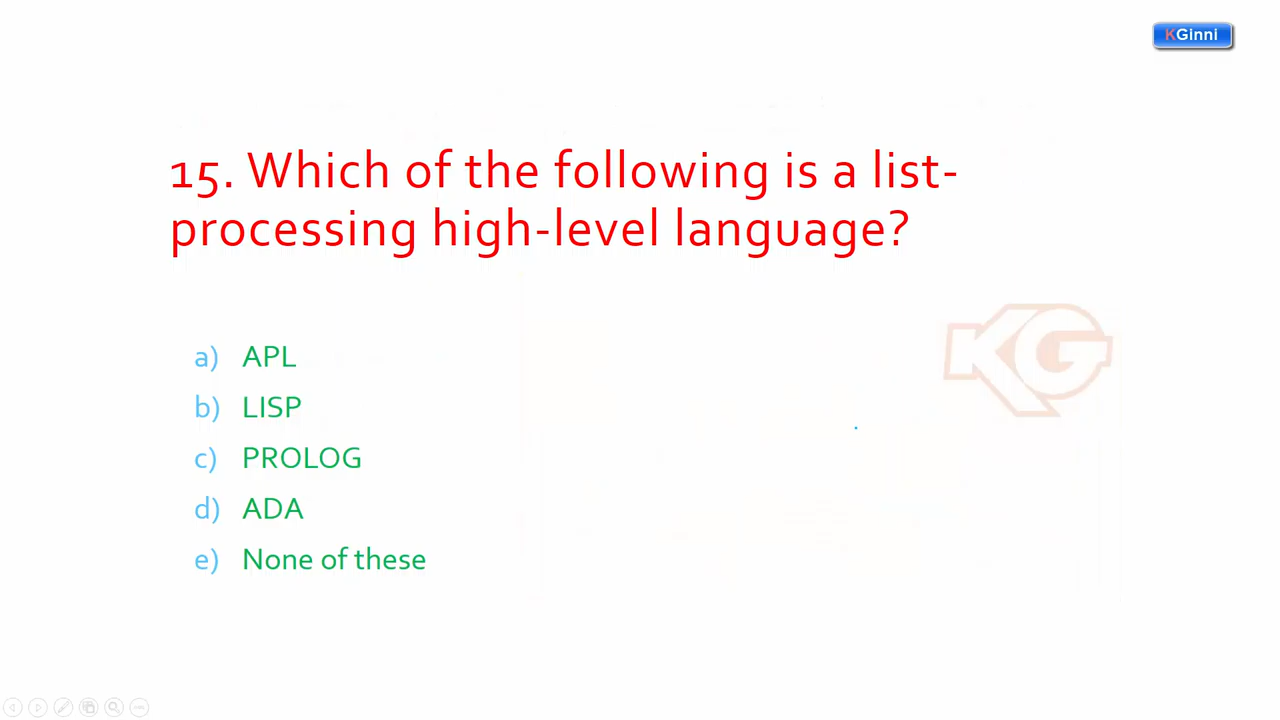 KGinni
15. Which of the following is a list-
processing high-level language?
KG
a) APL
b) LISP
c) PROLOG
d) ADA
e) None of these